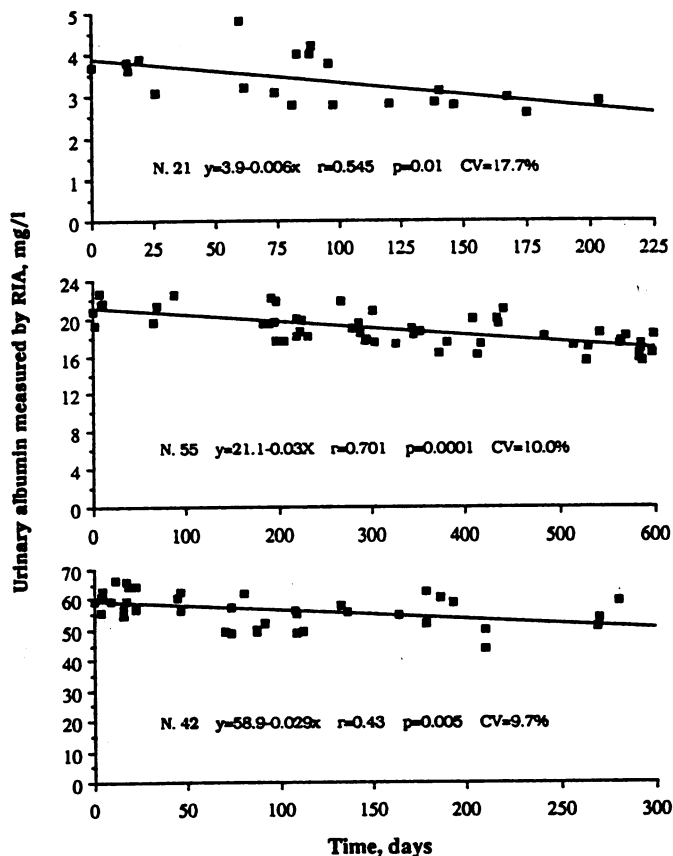 Urinary albumin measured by RIA, mg/l
5
4
3
2
1
0
N. 21 y=3.9-0.006x r=0.545 p=0.01 CV=17.7%
0 25 50 75 100 125 150 175 200 225
24
20
16
12
8
4
0
N. 55 y=21.1-0.03X r=0.701 p=0.0001 CV=10.0%
0 100 200 300 400 500 600
70
60
50
40
30
20
10
0
N. 42 y=58.9-0.029x r=0.43 p=0.005 CV=9.7%
0 50 100 150 200 250 300
Time, days